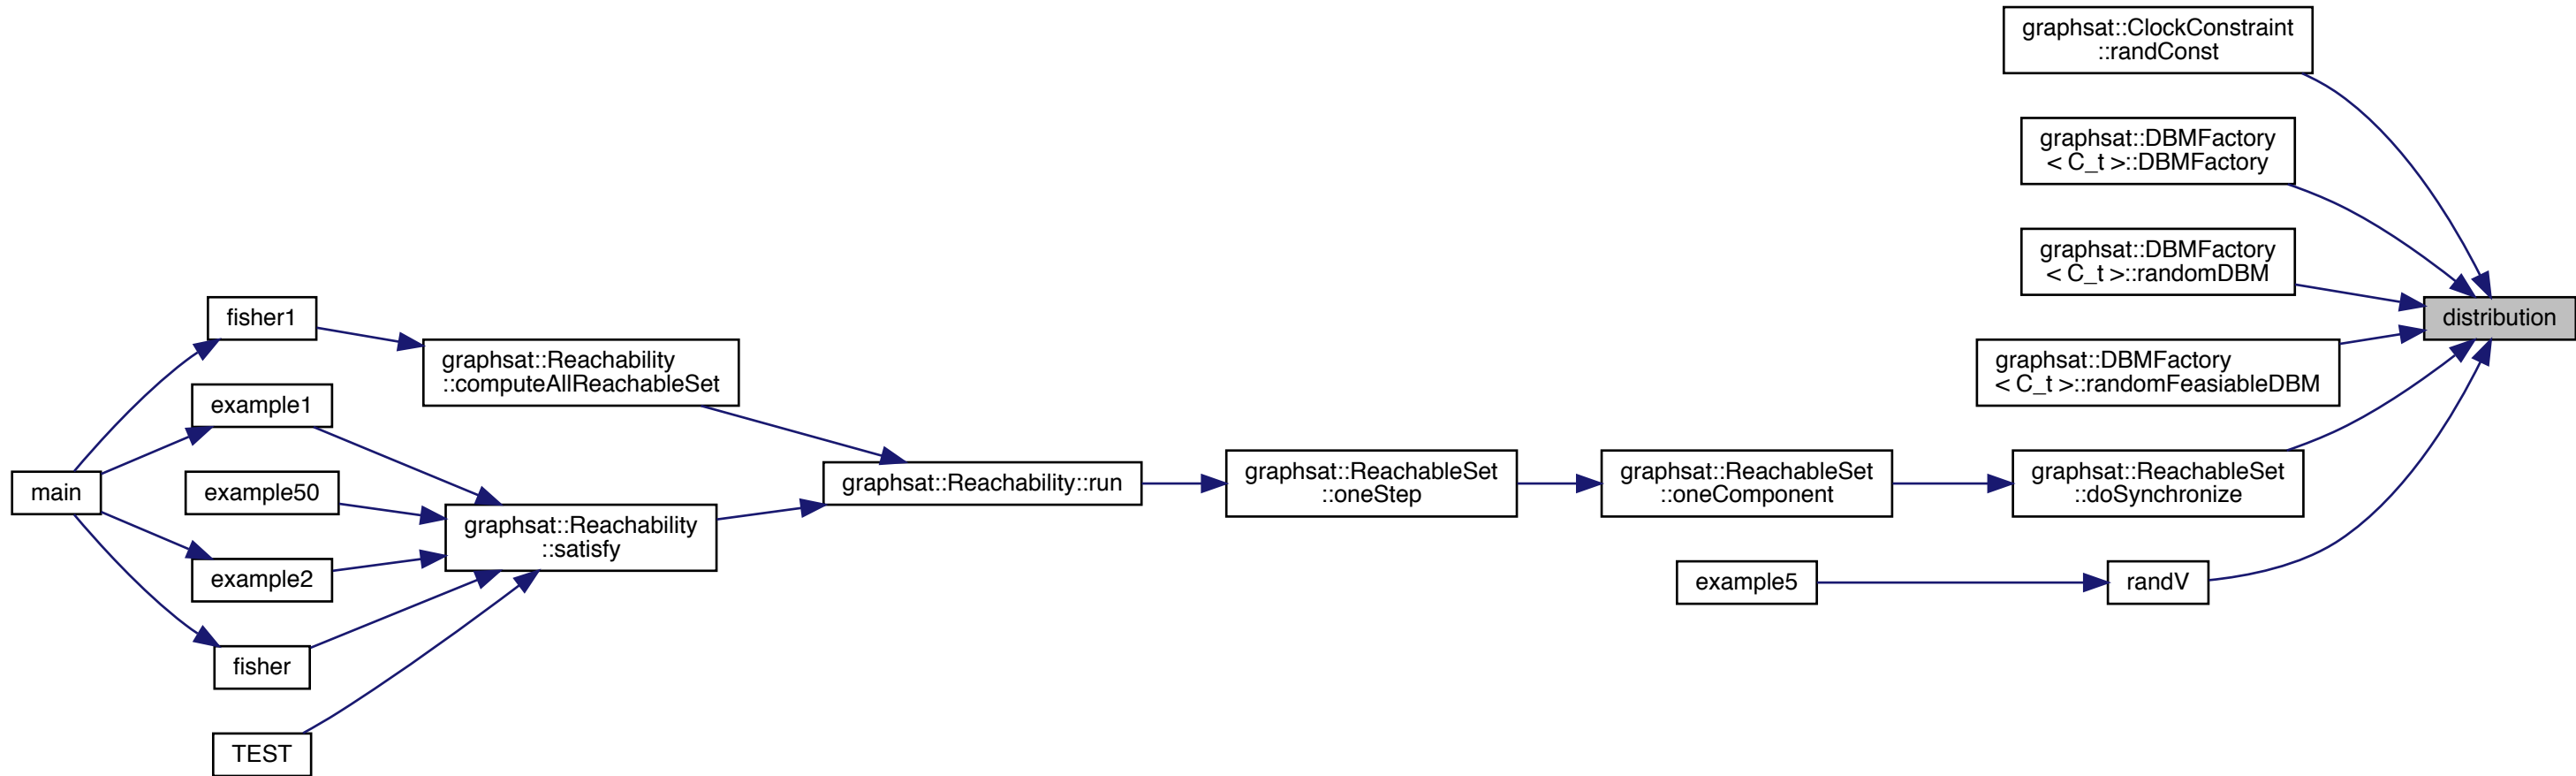 graphsat::ClockConstraint
::randConst
graphsat::DBMFactory
< C_t >::DBMFactory
graphsat::DBMFactory
< C_t >::randomDBM
fisher1
distribution
graphsat::Reachability
::computeAllReachableSet
graphsat::DBMFactory
< C_t >::randomFeasiableDBM
example1
main
example50
graphsat::Reachability::run
graphsat::ReachableSet
::oneStep
graphsat::ReachableSet
::oneComponent
graphsat::ReachableSet
::doSynchronize
graphsat::Reachability
::satisfy
example2
example5
randV
fisher
TEST